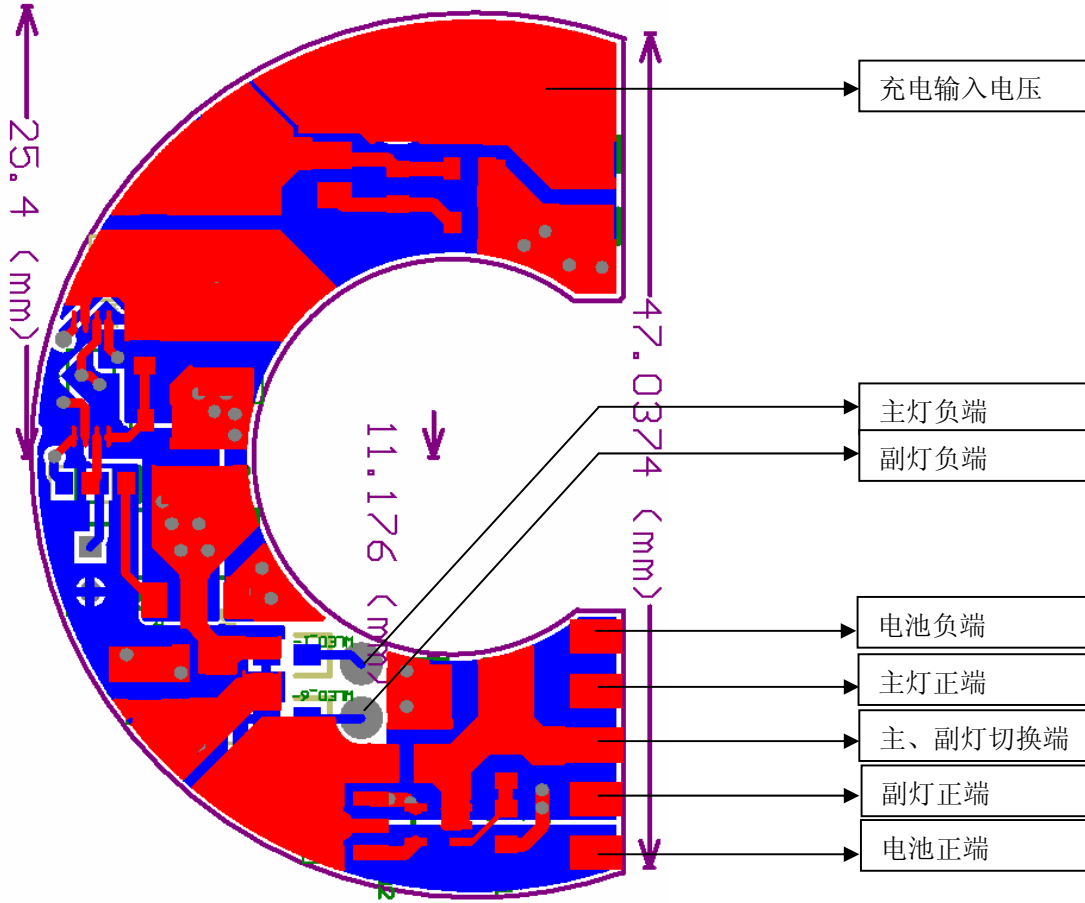 充电输入电压
25.4 (mm)
47.0374 (mm)
11.176 (mm)
主灯负端
副灯负端
WLED_1-
WLED_6-
电池负端
主灯正端
主、副灯切换端
副灯正端
电池正端